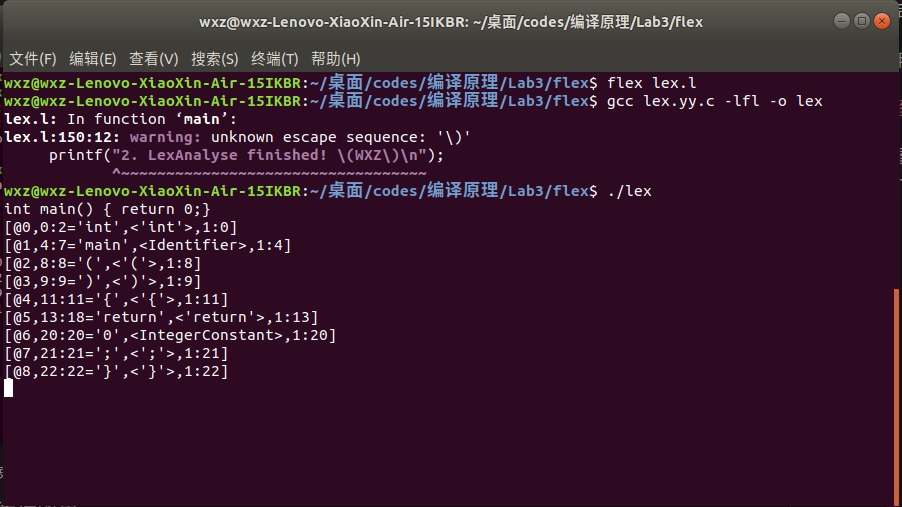 wxz@wxz-Lenovo-XiaoXin-Air-15IKBR: ~/桌面/codes/编译原理/Lab3/flex
文件(F) 编辑(E) 查看(V) 搜索(S) 终端(T) 帮助(H)
wxz@wxz-Lenovo-XiaoXin-Air-15IKBR:~/桌面/codes/编译原理/Lab3/flex$ flex lex.l
wxz@wxz-Lenovo-XiaoXin-Air-15IKBR:~/桌面/codes/编译原理/Lab3/flex$ gcc lex.yy.c -lfl -o lex
lex.l: In function ‘main’:
lex.l:150:12: warning: unknown escape sequence: '\)'
     printf("2. LexAnalyse finished! \(WXZ\)\n");
            ^~~~~~~~~~~~~~~~~~~~~~~~~~~~~~~~~~~
wxz@wxz-Lenovo-XiaoXin-Air-15IKBR:~/桌面/codes/编译原理/Lab3/flex$ ./lex
int main() { return 0;}
[@0,0:2='int',<'int'>,1:0]
[@1,4:7='main',<Identifier>,1:4]
[@2,8:8='(',<'('>,1:8]
[@3,9:9=')',<')'>,1:9]
[@4,11:11='{',<'{'>,1:11]
[@5,13:18='return',<'return'>,1:13]
[@6,20:20='0',<IntegerConstant>,1:20]
[@7,21:21=';',<';'>,1:21]
[@8,22:22='}',<'}'>,1:22]